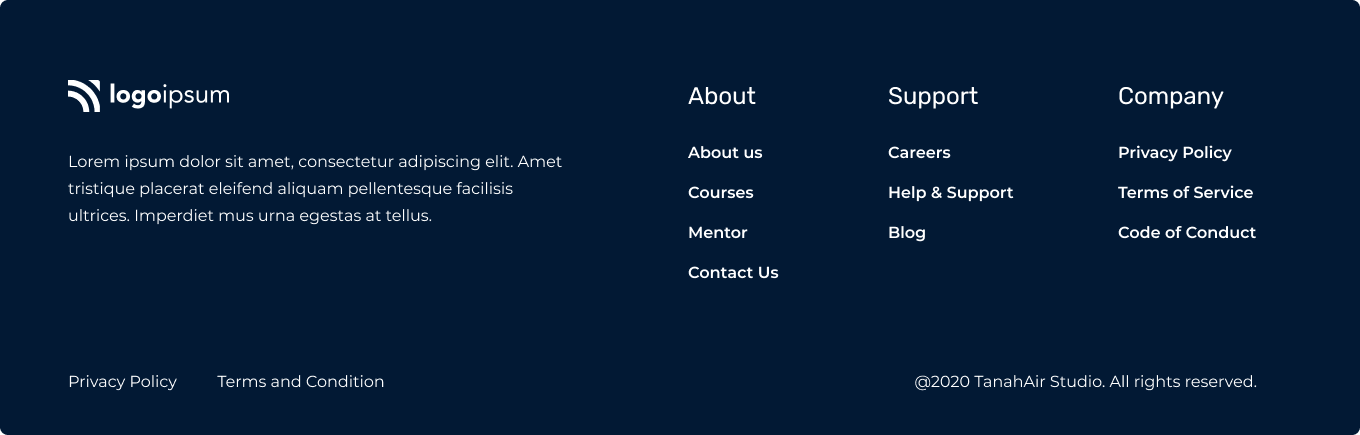 logoipsum
Lorem ipsum dolor sit amet, consectetur adipiscing elit. Amet
tristique placerat eleifend aliquam pellentesque facilisis
ultrices. Imperdiet mus urna egestas at tellus.
About
About us
Courses
Mentor
Contact Us
Support
Careers
Help & Support
Blog
Company
Privacy Policy
Terms of Service
Code of Conduct
Privacy Policy
Terms and Condition
@2020 TanahAir Studio. All rights reserved.